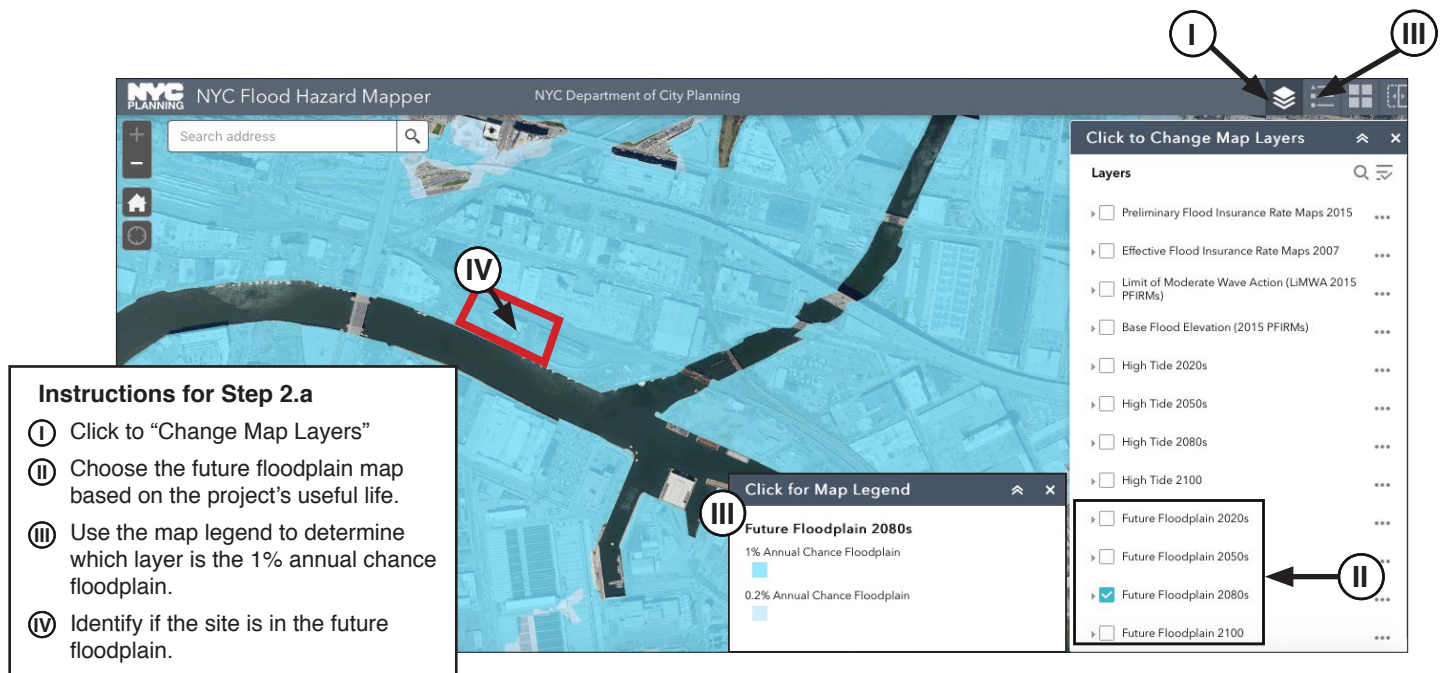 I
III
NYC
PLANNING
NYC Flood Hazard Mapper
NYC Department of City Planning
Search address
IV
Click to Change Map Layers
Layers
Preliminary Flood Insurance Rate Maps 2015
Effective Flood Insurance Rate Maps 2007
Limit of Moderate Wave Action (LiMWA 2015
PFIRMs)
Base Flood Elevation (2015 PFIRMs)
High Tide 2020s
High Tide 2050s
High Tide 2080s
High Tide 2100
Future Floodplain 2020s
Future Floodplain 2050s
Future Floodplain 2080s
Future Floodplain 2100
II
Instructions for Step 2.a
I Click to “Change Map Layers”
II Choose the future floodplain map
based on the project’s useful life.
III Use the map legend to determine
which layer is the 1% annual chance
floodplain.
IV Identify if the site is in the future
floodplain.
III
Click for Map Legend
Future Floodplain 2080s
1% Annual Chance Floodplain
0.2% Annual Chance Floodplain